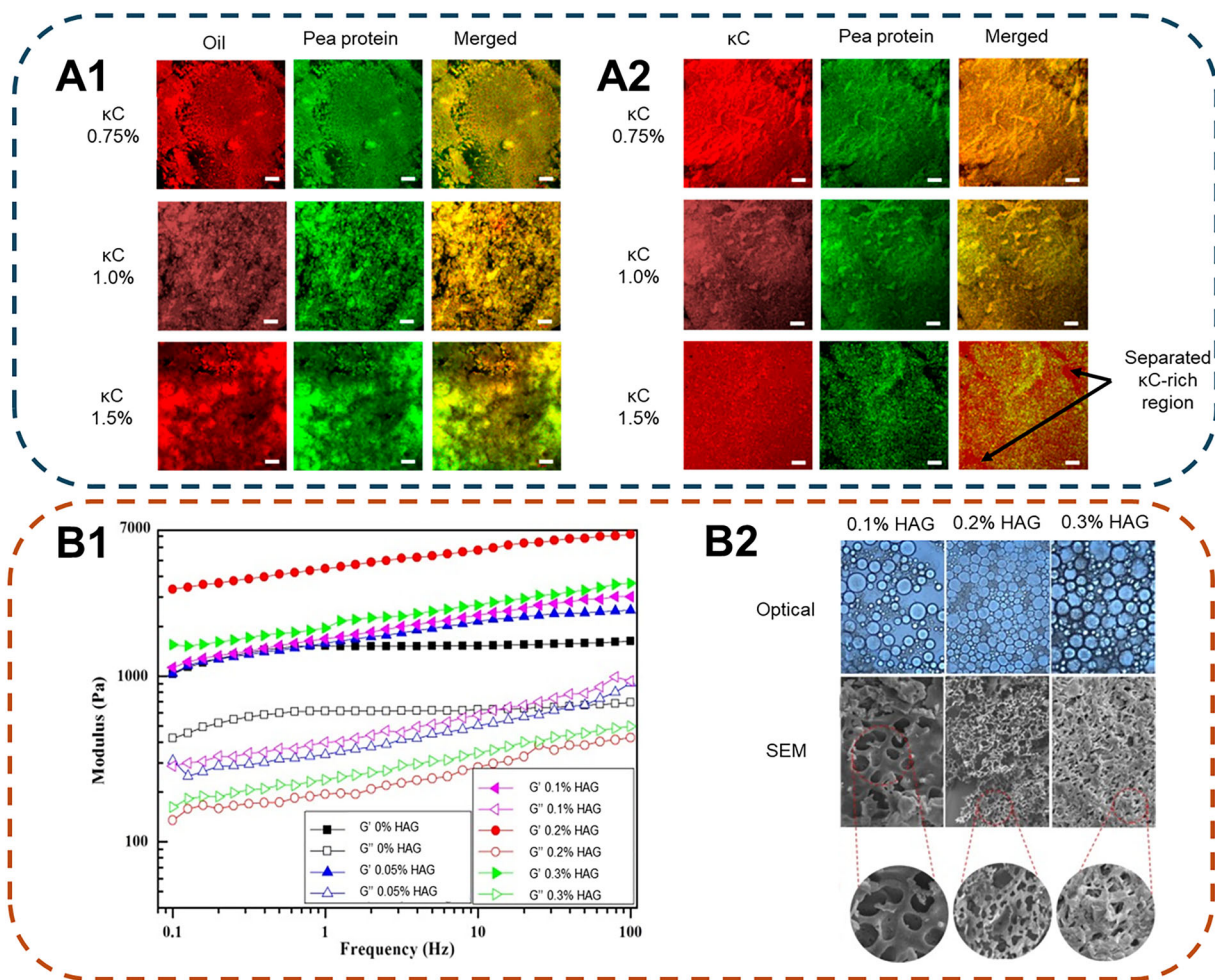 A1
Oil
Pea protein
Merged
κC
0.75%
κC
1.0%
κC
1.5%
A2
κC
Pea protein
Merged
κC
0.75%
κC
1.0%
κC
1.5%
Separated
κC-rich
region
B1
7000
1000
100
Modulus (Pa)
0.1
1
10
100
Frequency (Hz)
G' 0% HAG
G'' 0% HAG
G' 0.05% HAG
G'' 0.05% HAG
G' 0.1% HAG
G'' 0.1% HAG
G' 0.2% HAG
G'' 0.2% HAG
G' 0.3% HAG
G'' 0.3% HAG
B2
0.1% HAG
0.2% HAG
0.3% HAG
Optical
SEM